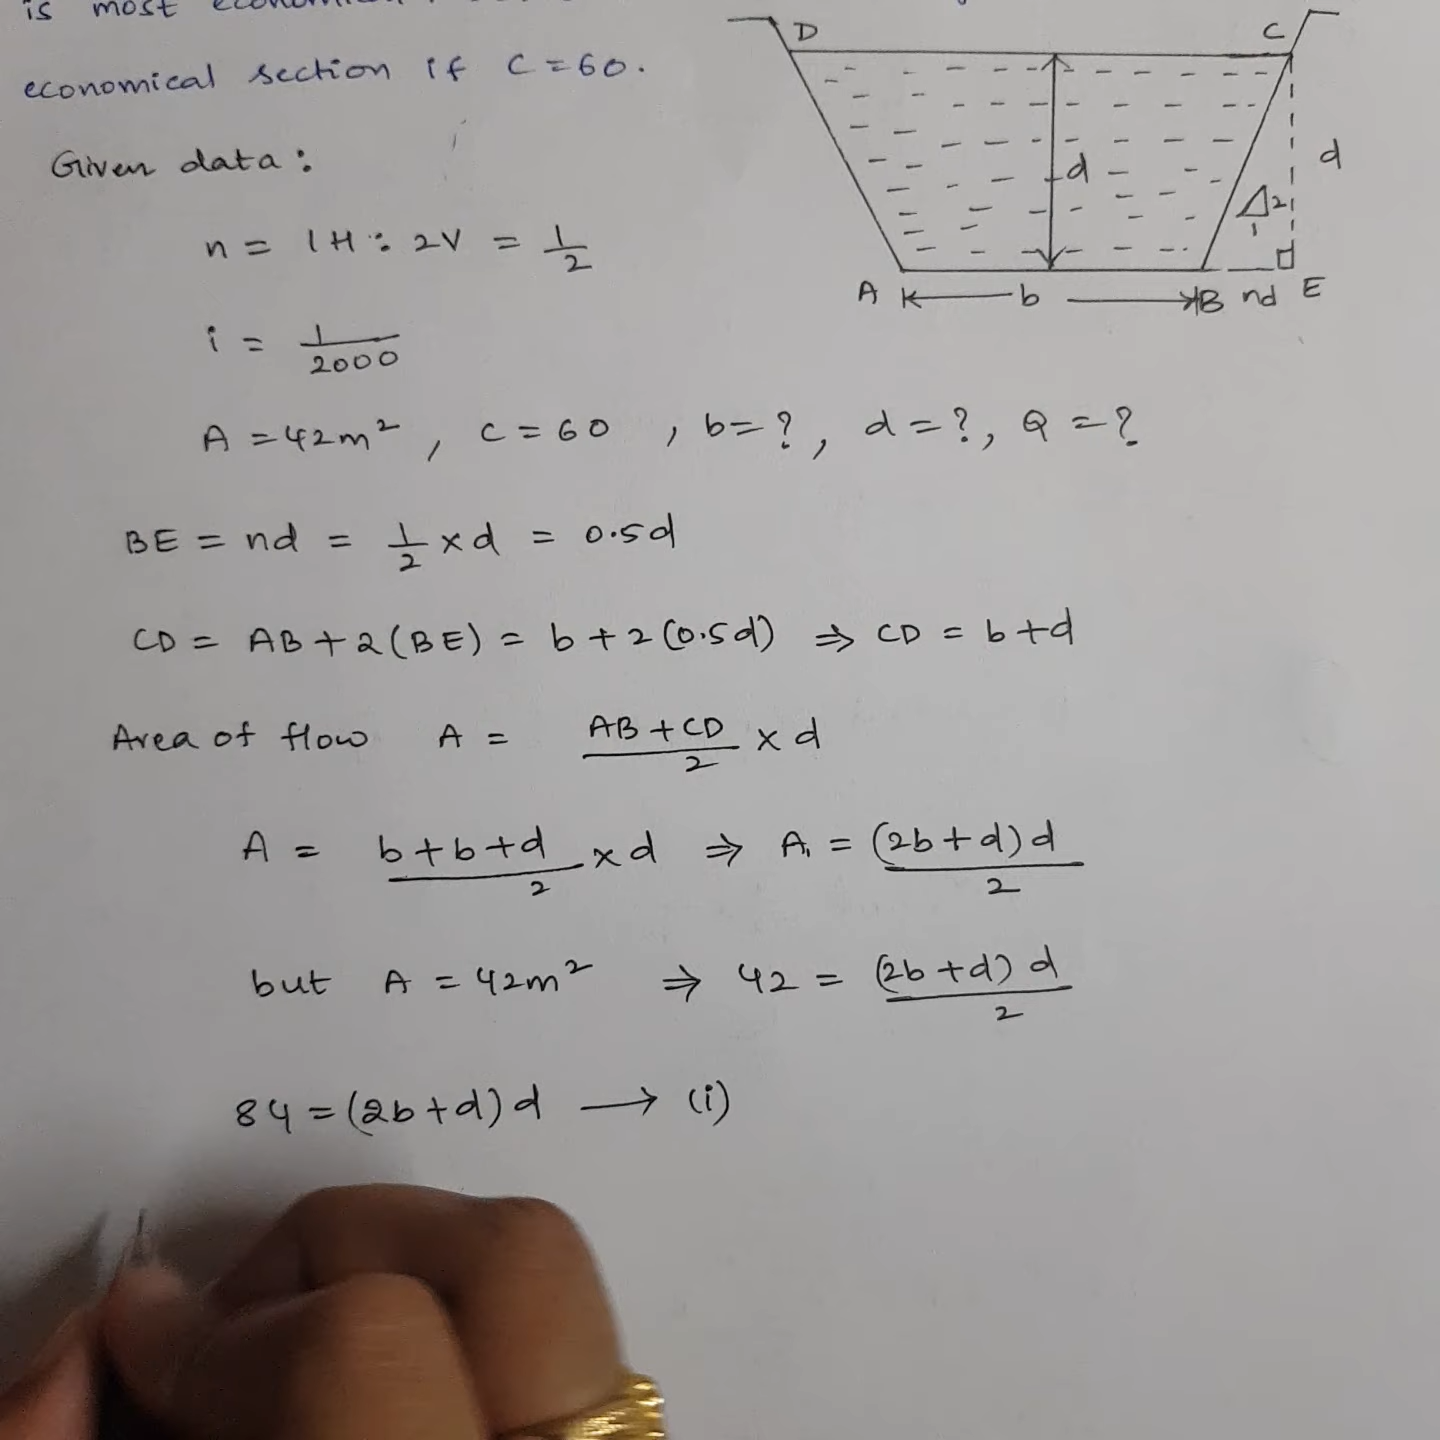 is most
economical section if C=60.
Given data:
n = 1H : 2V = 1/2
i = 1/2000
A = 42m², C = 60, b=?, d=?, Q=?
BE = nd = 1/2 × d = 0.5d
CD = AB + 2(BE) = b + 2(0.5d) ⇒ CD = b+d
Area of flow A = AB + CD/2 × d
A = b+b+d/2 × d ⇒ A = (2b+d)d/2
but A = 42m² ⇒ 42 = (2b+d)d/2
84 = (2b+d)d → (i)
D C
d
d
2
1
A b B nd E